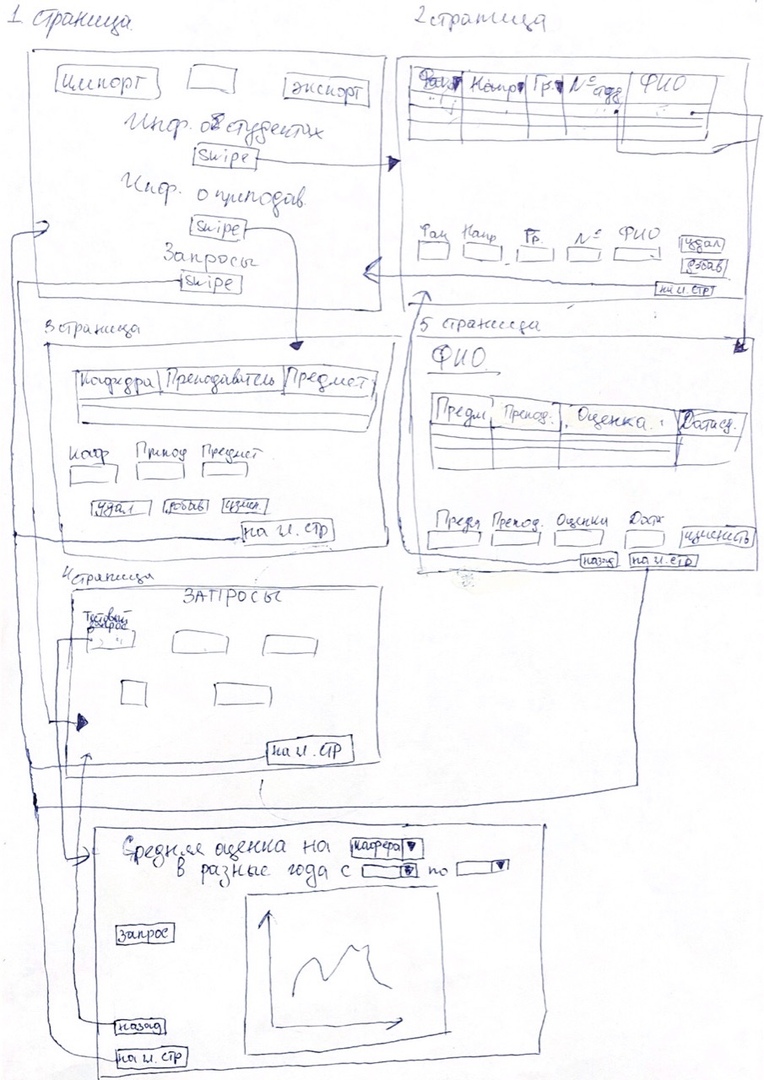 1 страница
2 страница
импорт
экспорт
Инф. о студентах
swipe
Инф. о преподав.
swipe
Запросы
swipe
Фак Напр Гр. № студ ФИО
Фак Напр Гр. № ФИО
удал
добав
на гл. стр
3 страница
Кафедра Преподаватель Предмет
Каф Препод Предмет
удал добав измен.
на гл. стр
5 страница
ФИО
Предм Препод. Оценка Дата сд.
Предм Препод. Оценки Дата
изменить
назад на гл. стр
4 страница
ЗАПРОСЫ
Тестовый запрос
на гл. стр
Средняя оценка на кафедра
в разные года с по
запрос
назад
на гл. стр